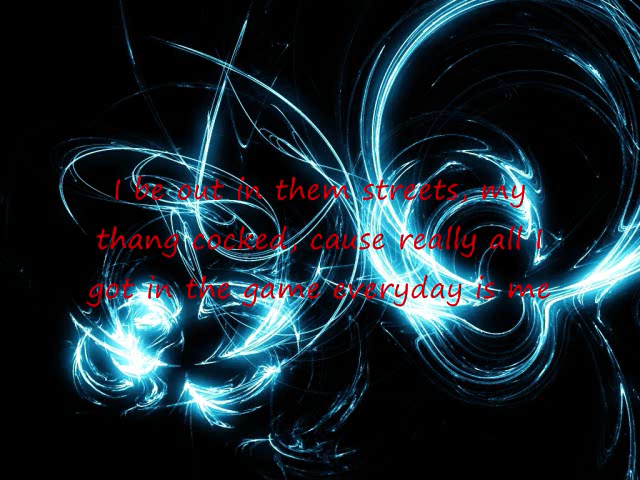 I be out in them streets, my
thang cocked, cause really all I
got in the game everyday is me